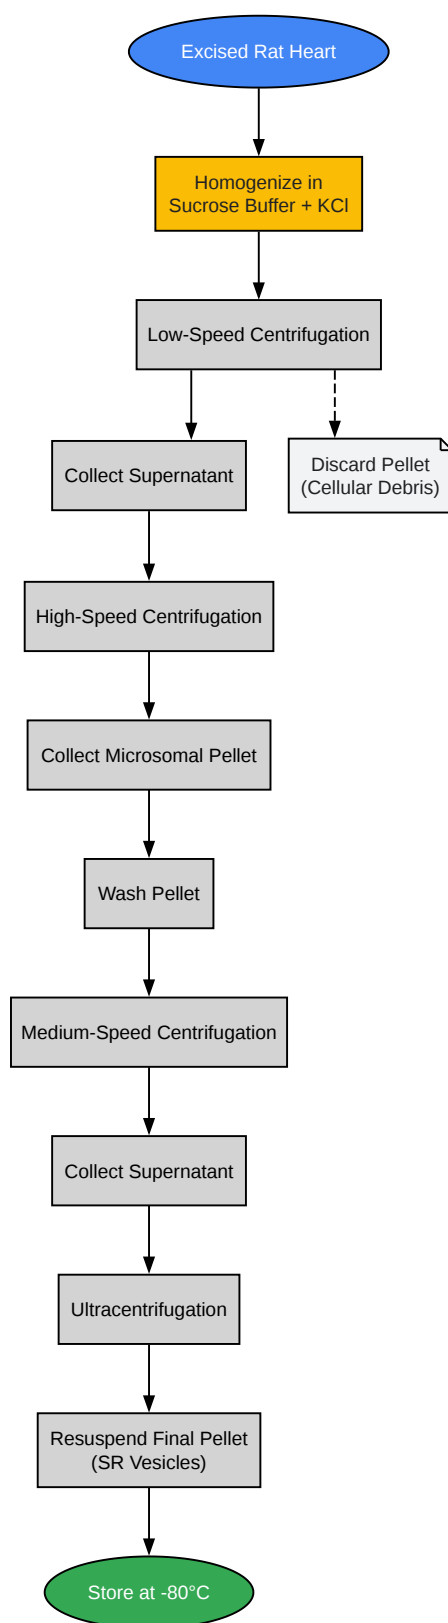 Excised Rat Heart
Homogenize in
Sucrose Buffer + KCl
Low-Speed Centrifugation
Collect Supernatant
Discard Pellet
(Cellular Debris)
High-Speed Centrifugation
Collect Microsomal Pellet
Wash Pellet
Medium-Speed Centrifugation
Collect Supernatant
Ultracentrifugation
Resuspend Final Pellet
(SR Vesicles)
Store at -80°C